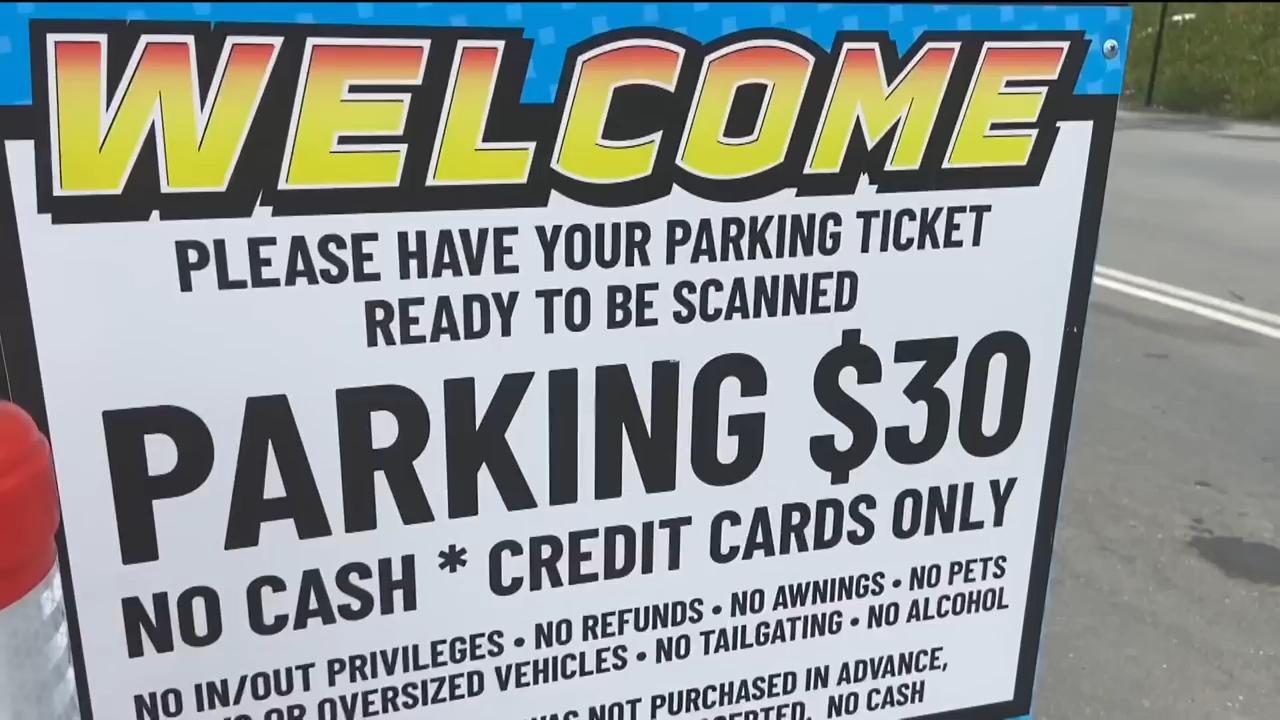 WELCOME
PLEASE HAVE YOUR PARKING TICKET
READY TO BE SCANNED
PARKING $30
NO CASH * CREDIT CARDS ONLY
NO IN/OUT PRIVILEGES • NO REFUNDS • NO AWNINGS • NO PETS
OR OVERSIZED VEHICLES • NO TAILGATING • NO ALCOHOL
NOT PURCHASED IN ADVANCE,
NO CASH